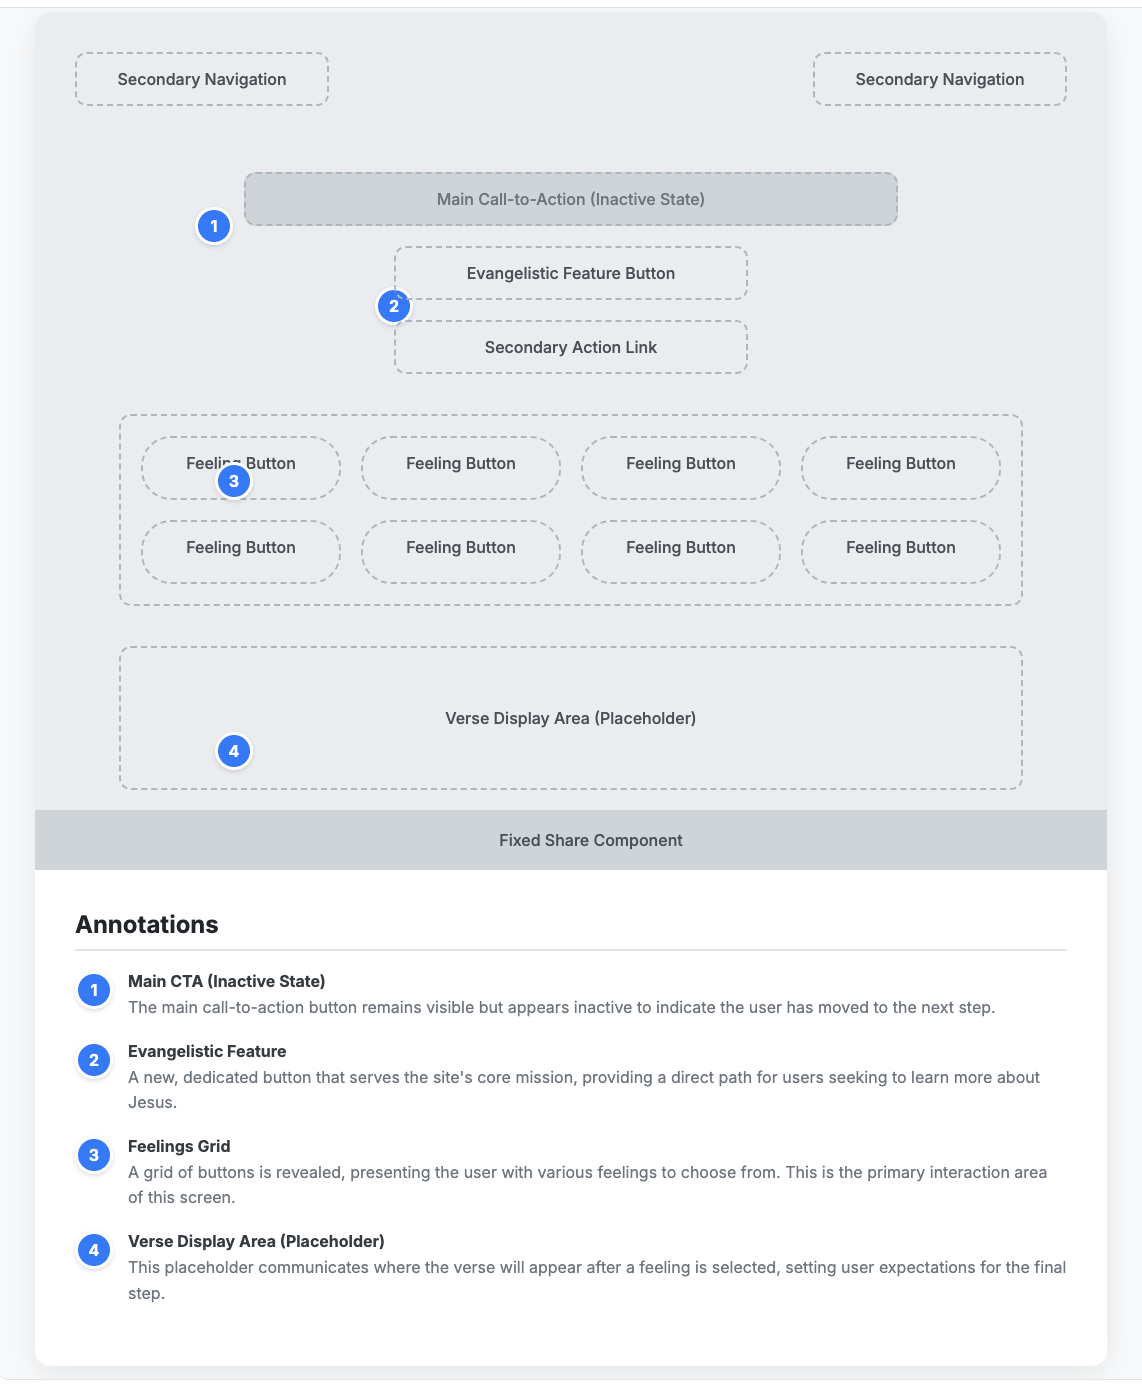 Secondary Navigation
Secondary Navigation
Main Call-to-Action (Inactive State)
1
Evangelistic Feature Button
2
Secondary Action Link
Feeling Button
Feeling Button
Feeling Button
Feeling Button
3
Feeling Button
Feeling Button
Feeling Button
Feeling Button
Verse Display Area (Placeholder)
4
Fixed Share Component
Annotations
1
Main CTA (Inactive State)
The main call-to-action button remains visible but appears inactive to indicate the user has moved to the next step.
2
Evangelistic Feature
A new, dedicated button that serves the site's core mission, providing a direct path for users seeking to learn more about
Jesus.
3
Feelings Grid
A grid of buttons is revealed, presenting the user with various feelings to choose from. This is the primary interaction area
of this screen.
4
Verse Display Area (Placeholder)
This placeholder communicates where the verse will appear after a feeling is selected, setting user expectations for the final
step.